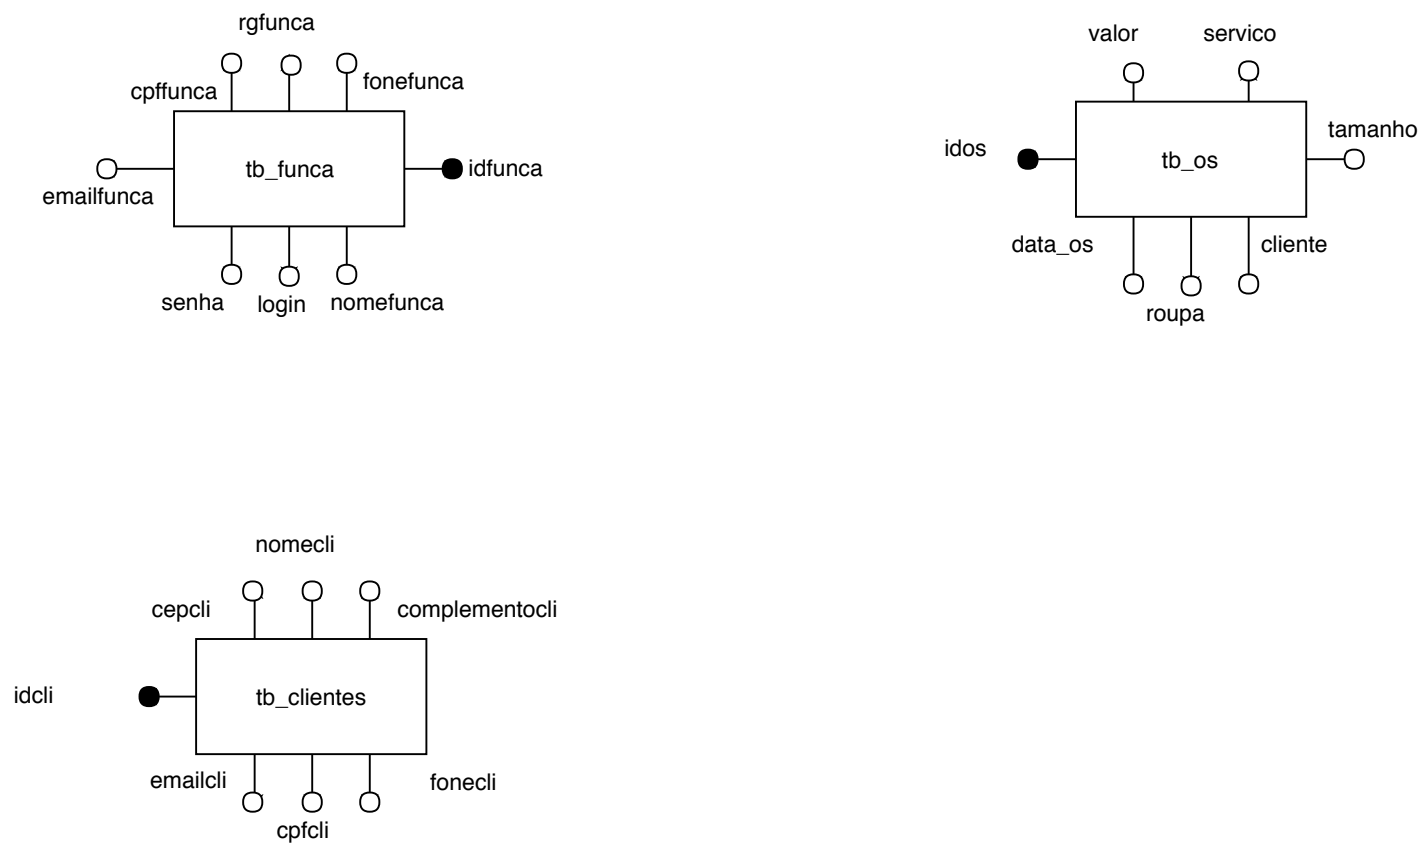 rgfunca
cpffunca
fonefunca
tb_funca
idfunca
emailfunca
senha
login
nomefunca
valor
servico
tamanho
idos
tb_os
data_os
cliente
roupa
nomecli
cepcli
complementocli
idcli
tb_clientes
emailcli
fonecli
cpfcli